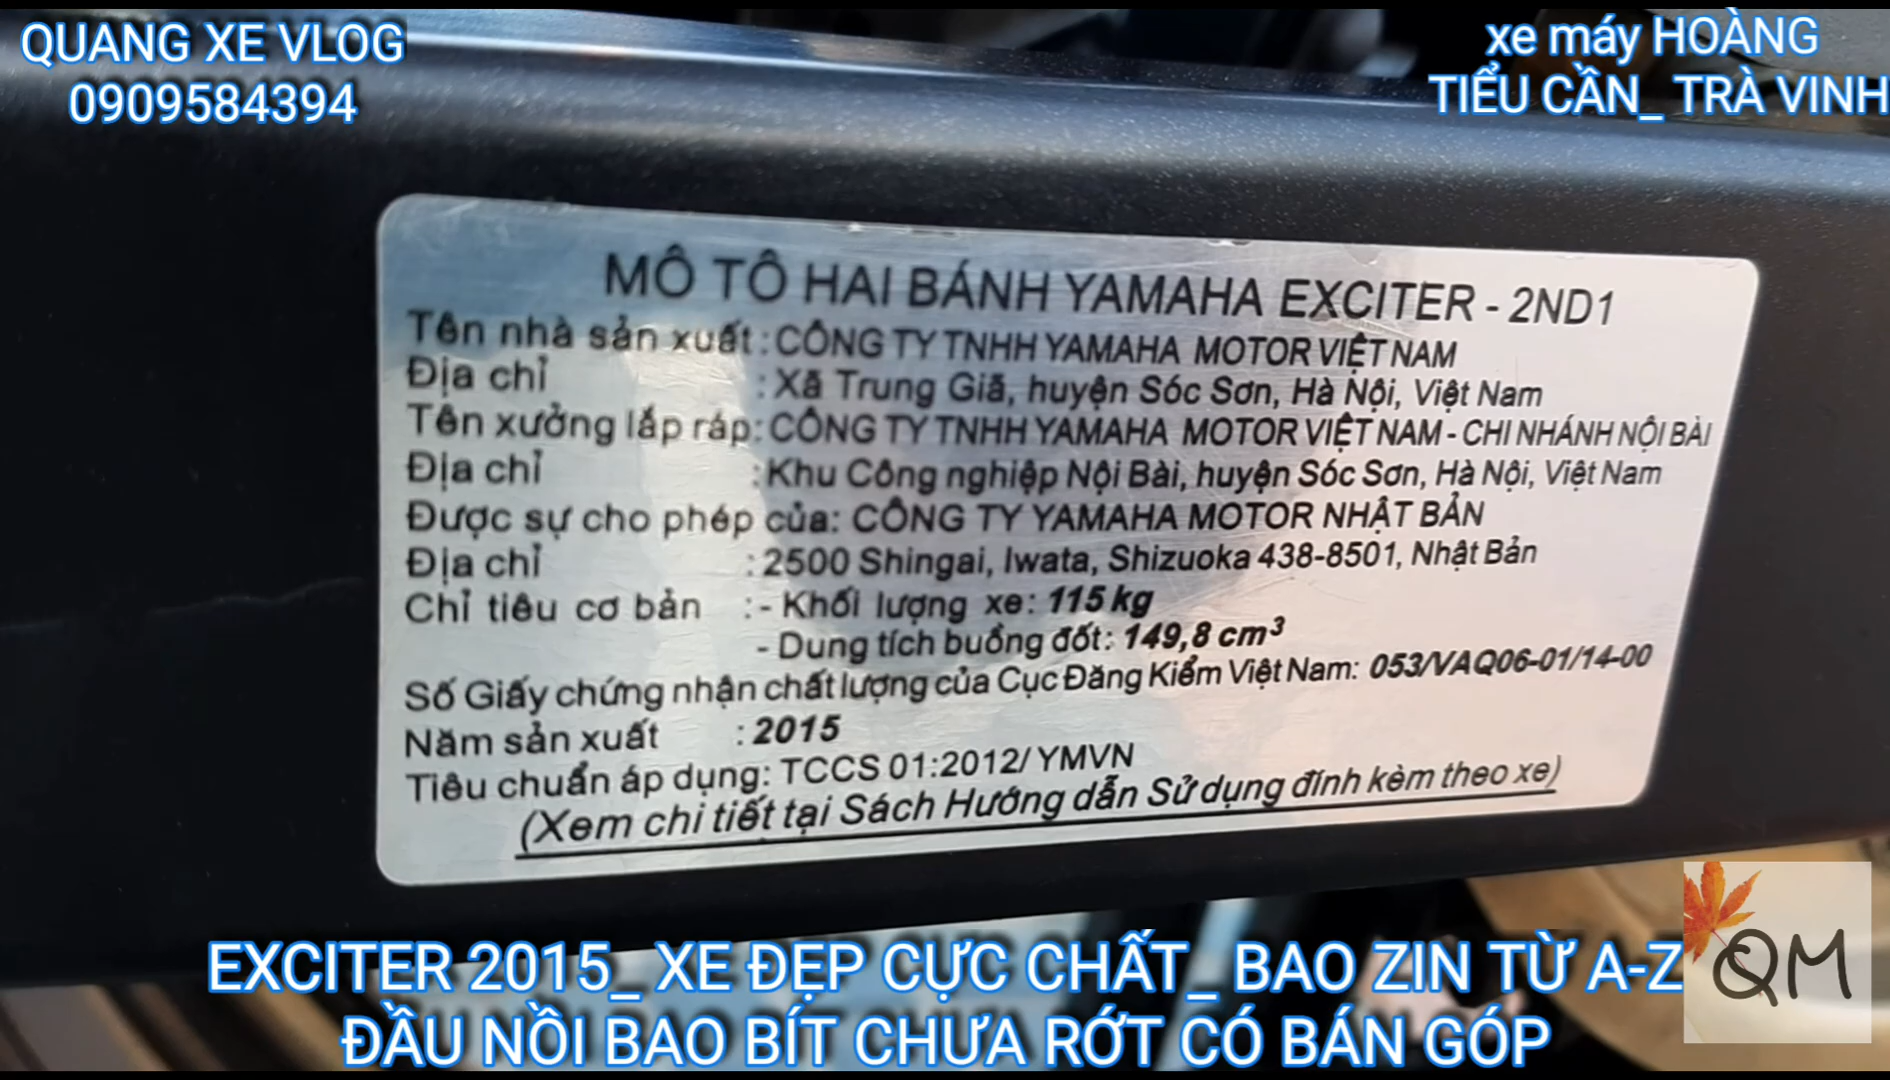 QUANG XE VLOG
0909584394
xe máy HOÀNG
TIỂU CẦN_ TRÀ VINH
MÔ TÔ HAI BÁNH YAMAHA EXCITER - 2ND1
Tên nhà sản xuất : CÔNG TY TNHH YAMAHA MOTOR VIỆT NAM
Địa chỉ : Xã Trung Giã, huyện Sóc Sơn, Hà Nội, Việt Nam
Tên xưởng lắp ráp: CÔNG TY TNHH YAMAHA MOTOR VIỆT NAM - CHI NHÁNH NỘI BÀI
Địa chỉ : Khu Công nghiệp Nội Bài, huyện Sóc Sơn, Hà Nội, Việt Nam
Được sự cho phép của: CÔNG TY YAMAHA MOTOR NHẬT BẢN
Địa chỉ : 2500 Shingai, Iwata, Shizuoka 438-8501, Nhật Bản
Chỉ tiêu cơ bản : - Khối lượng xe: 115 kg
- Dung tích buồng đốt: 149,8 cm³
Số Giấy chứng nhận chất lượng của Cục Đăng Kiểm Việt Nam: 053/VAQ06-01/14-00
Năm sản xuất : 2015
Tiêu chuẩn áp dụng: TCCS 01:2012/ YMVN
(Xem chi tiết tại Sách Hướng dẫn Sử dụng đính kèm theo xe)
EXCITER 2015_ XE ĐẸP CỰC CHẤT_ BAO ZIN TỪ A-Z
ĐẦU NỒI BAO BÍT CHƯA RỚT CÓ BÁN GÓP
QM